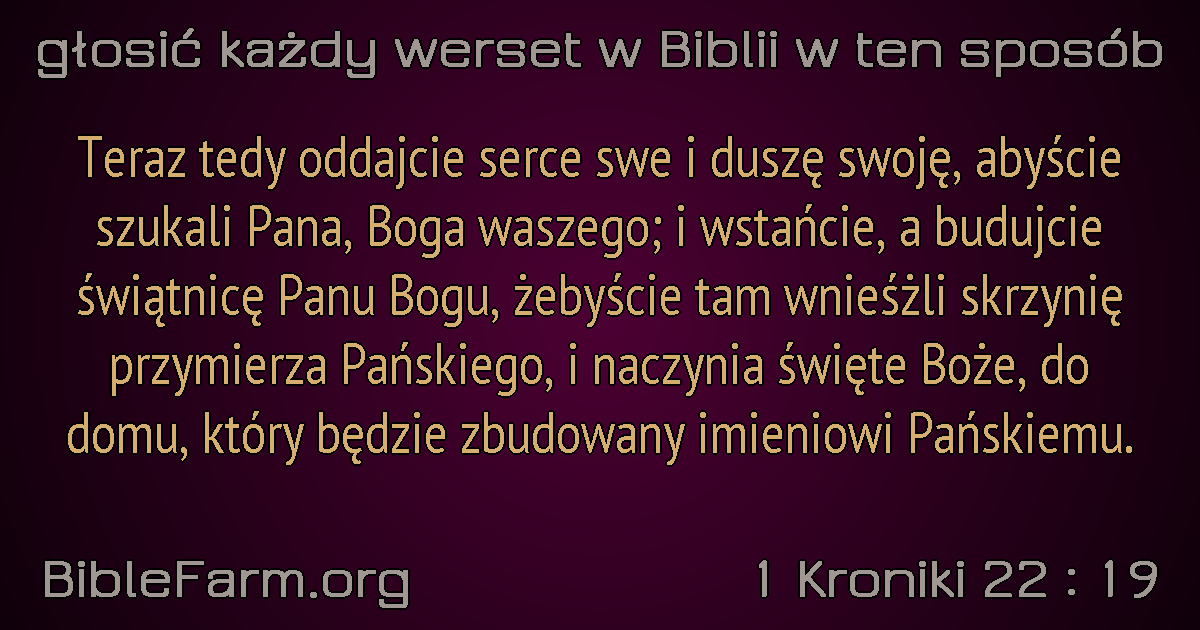 głosić każdy werset w Biblii w ten sposób
Teraz tedy oddajcie serce swe i duszę swoję, abyście
szukali Pana, Boga waszego; i wstańcie, a budujcie
świątnicę Panu Bogu, żebyście tam wnieśżli skrzynię
przymierza Pańskiego, i naczynia święte Boże, do
domu, który będzie zbudowany imieniowi Pańskiemu.
BibleFarm.org
1 Kroniki 22 : 19